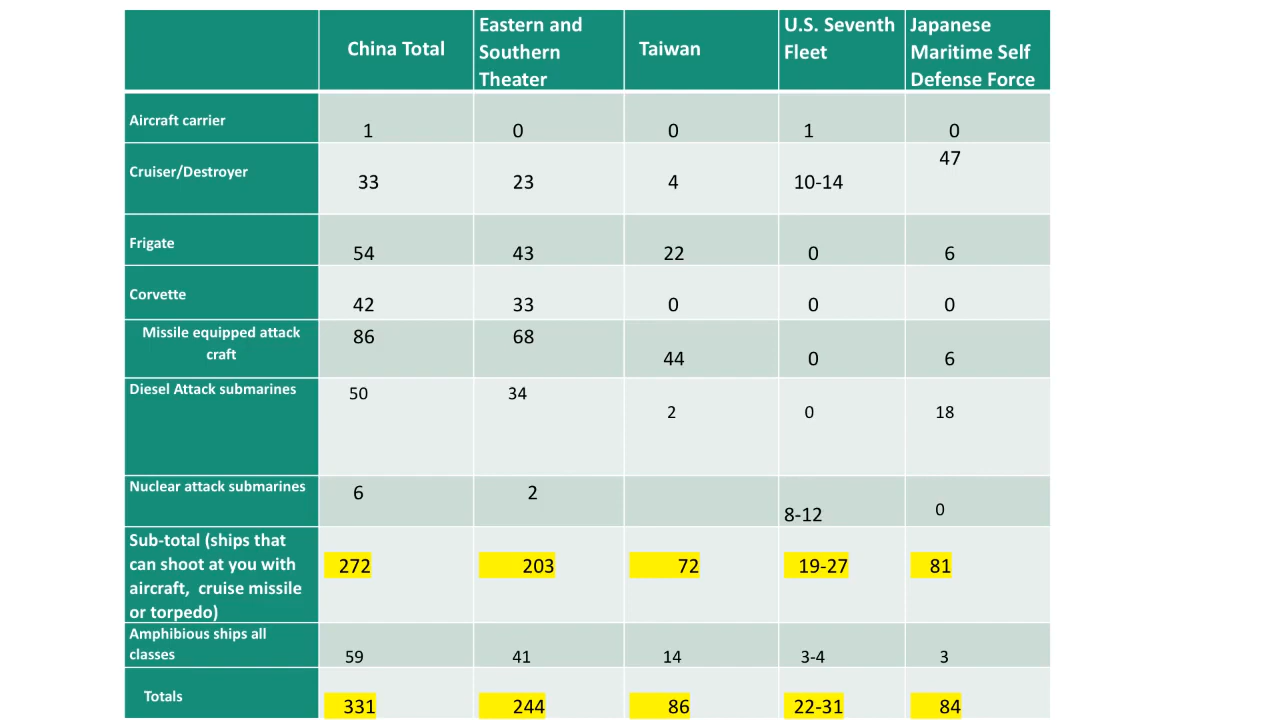 China Total
Eastern and
Southern
Theater
Taiwan
U.S. Seventh
Fleet
Japanese
Maritime Self
Defense Force
Aircraft carrier
1 0 0 1 0
Cruiser/Destroyer
33 23 4 10-14 47
Frigate
54 43 22 0 6
Corvette
42 33 0 0 0
Missile equipped attack
craft
86 68 44 0 6
Diesel Attack submarines
50 34 2 0 18
Nuclear attack submarines
6 2 8-12 0
Sub-total (ships that
can shoot at you with
aircraft, cruise missile
or torpedo)
272 203 72 19-27 81
Amphibious ships all
classes
59 41 14 3-4 3
Totals
331 244 86 22-31 84